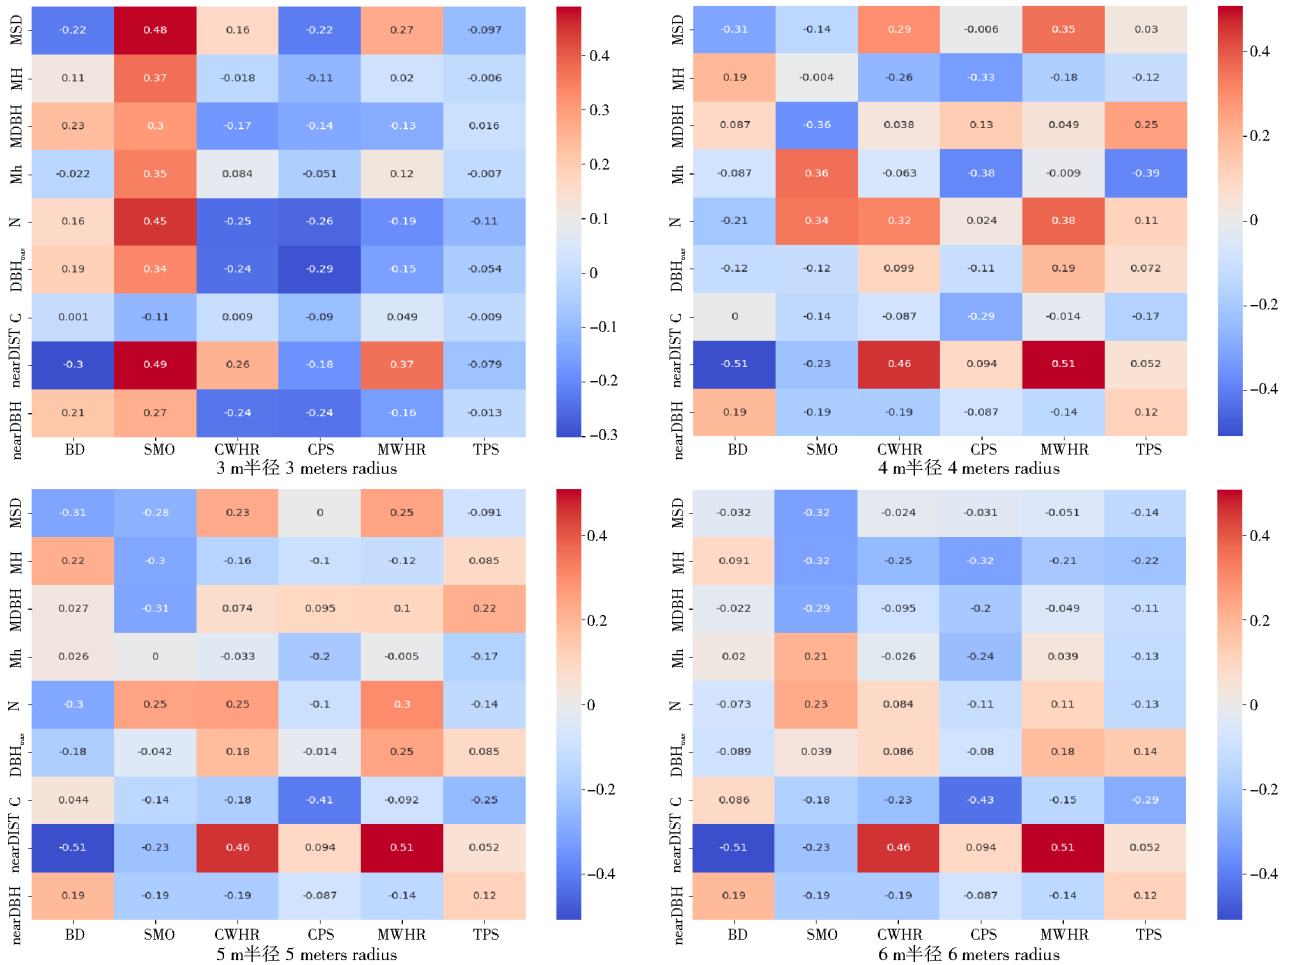 MSD -0.22 0.48 0.16 -0.22 0.27 -0.097
MH 0.11 0.37 -0.018 -0.11 0.02 -0.006
MDBH 0.23 0.3 -0.17 -0.14 -0.13 0.016
Mh -0.022 0.35 0.084 -0.051 0.12 -0.007
N 0.16 0.45 -0.25 -0.26 -0.19 -0.11
DBHmax 0.19 0.34 -0.24 -0.29 -0.15 -0.054
C 0.001 -0.11 0.009 -0.09 0.049 -0.009
nearDIST -0.3 0.49 0.26 -0.18 0.37 -0.079
nearDBH 0.21 0.27 -0.24 -0.24 -0.16 -0.013
BD SMO CWHR CPS MWHR TPS
0.4
0.3
0.2
0.1
0
-0.1
-0.2
-0.3
3 m半径 3 meters radius
MSD -0.31 -0.14 0.29 -0.006 0.35 0.03
MH 0.19 -0.004 -0.26 -0.33 -0.18 -0.12
MDBH 0.087 -0.36 0.038 0.13 0.049 0.25
Mh -0.087 0.36 -0.063 -0.38 -0.009 -0.39
N -0.21 0.34 0.32 0.024 0.38 0.11
DBHmax -0.12 -0.12 0.099 -0.11 0.19 0.072
C 0 -0.14 -0.087 -0.29 -0.014 -0.17
nearDIST -0.51 -0.23 0.46 0.094 0.51 0.052
nearDBH 0.19 -0.19 -0.19 -0.087 -0.14 0.12
BD SMO CWHR CPS MWHR TPS
0.4
0.2
0
-0.2
-0.4
4 m半径 4 meters radius
MSD -0.31 -0.28 0.23 0 0.25 -0.091
MH 0.22 -0.3 -0.16 -0.1 -0.12 0.085
MDBH 0.027 -0.31 0.074 0.095 0.1 0.22
Mh 0.026 0 -0.033 -0.2 -0.005 -0.17
N -0.3 0.25 0.25 -0.1 0.3 -0.14
DBHmax -0.18 -0.042 0.18 -0.014 0.25 0.085
C 0.044 -0.14 -0.18 -0.41 -0.092 -0.25
nearDIST -0.51 -0.23 0.46 0.094 0.51 0.052
nearDBH 0.19 -0.19 -0.19 -0.087 -0.14 0.12
BD SMO CWHR CPS MWHR TPS
0.4
0.2
0
-0.2
-0.4
5 m半径 5 meters radius
MSD -0.032 -0.32 -0.024 -0.031 -0.051 -0.14
MH 0.091 -0.32 -0.25 -0.32 -0.21 -0.22
MDBH -0.022 -0.29 -0.095 -0.2 -0.049 -0.11
Mh 0.02 0.21 -0.026 -0.24 0.039 -0.13
N -0.073 0.23 0.084 -0.11 0.11 -0.13
DBHmax -0.089 0.039 0.086 -0.08 0.18 0.14
C 0.086 -0.18 -0.23 -0.43 -0.15 -0.29
nearDIST -0.51 -0.23 0.46 0.094 0.51 0.052
nearDBH 0.19 -0.19 -0.19 -0.087 -0.14 0.12
BD SMO CWHR CPS MWHR TPS
0.4
0.2
0
-0.2
-0.4
6 m半径 6 meters radius